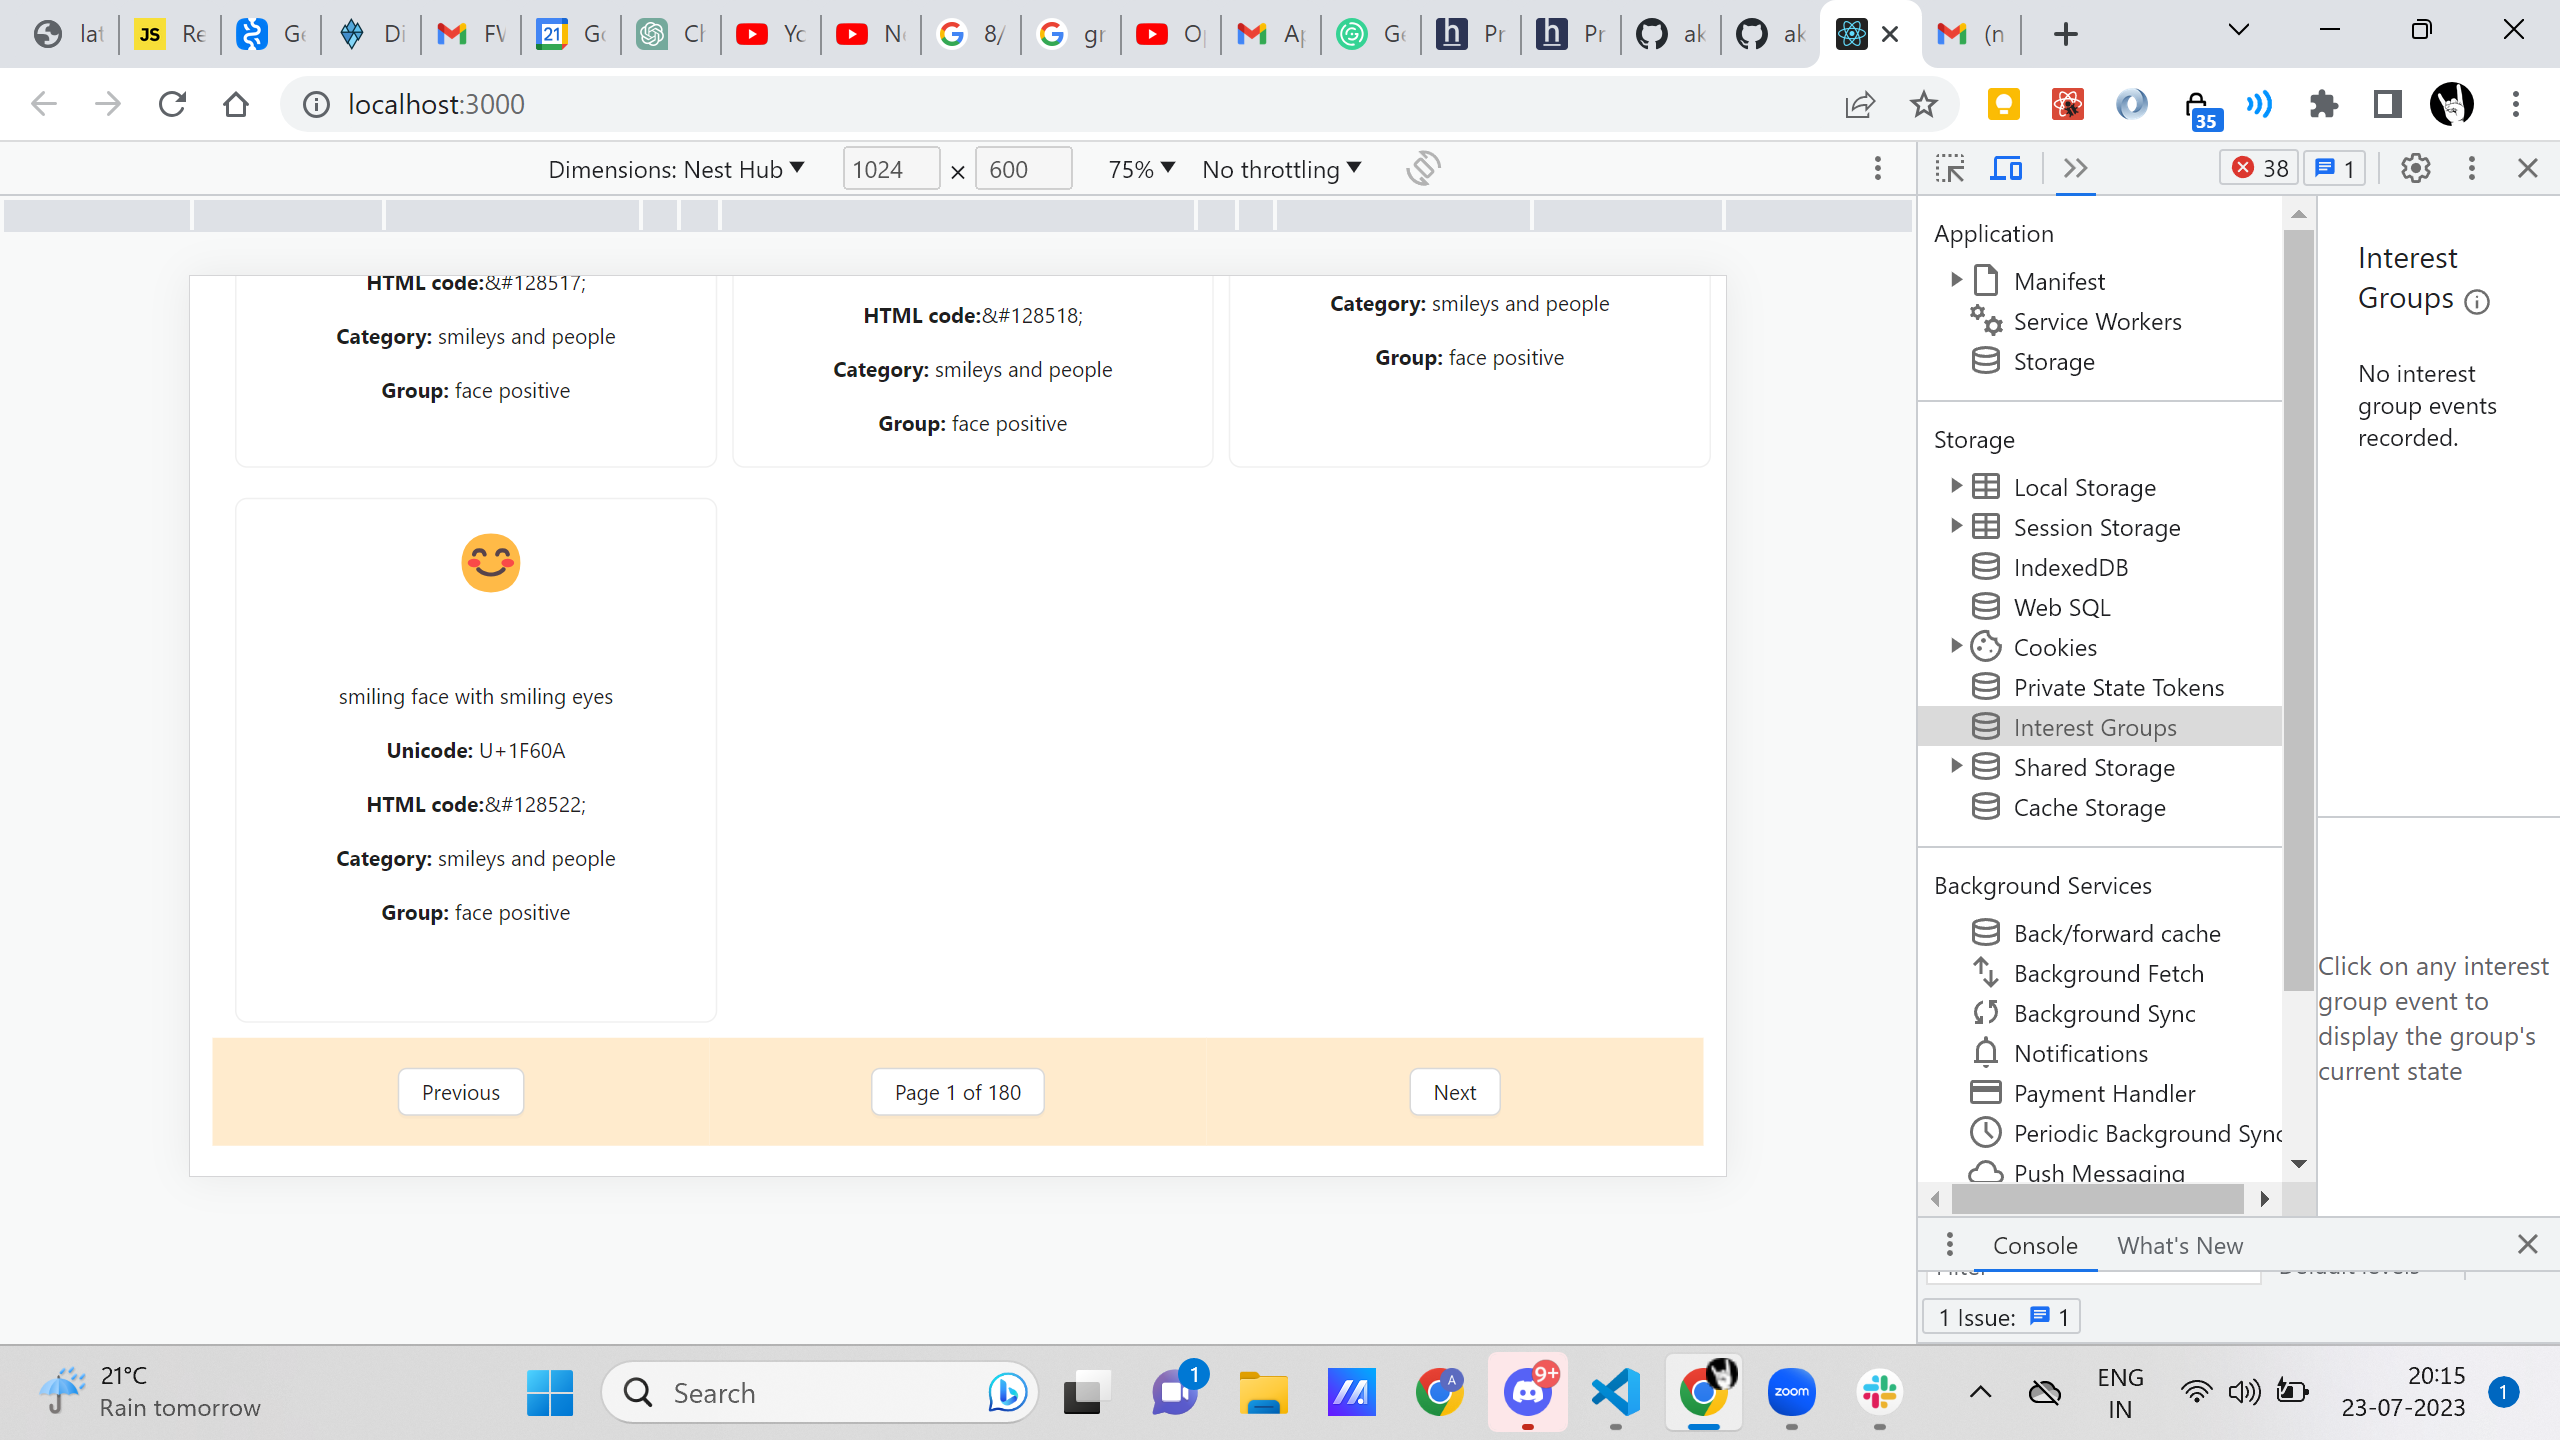 lat
Re
Ge
Di
FW
21
Go
Ch
Yo
Ne
8/
gr
Op
Ap
Ge
Pr
Pr
ak
ak
(n
localhost:3000
35
Dimensions: Nest Hub
1024 × 600
75%
No throttling
38
1
HTML code:&#128517;
Category: smileys and people
Group: face positive
HTML code:&#128518;
Category: smileys and people
Group: face positive
Category: smileys and people
Group: face positive
smiling face with smiling eyes
Unicode: U+1F60A
HTML code:&#128522;
Category: smileys and people
Group: face positive
Previous
Page 1 of 180
Next
Application
Manifest
Service Workers
Storage
Storage
Local Storage
Session Storage
IndexedDB
Web SQL
Cookies
Private State Tokens
Interest Groups
Shared Storage
Cache Storage
Background Services
Back/forward cache
Background Fetch
Background Sync
Notifications
Payment Handler
Periodic Background Sync
Push Messaging
Interest
Groups
No interest
group events
recorded.
Click on any interest
group event to
display the group's
current state
Console
What's New
1 Issue: 1
21°C
Rain tomorrow
Search
1
A
9+
zoom
ENG
IN
20:15
23-07-2023
1